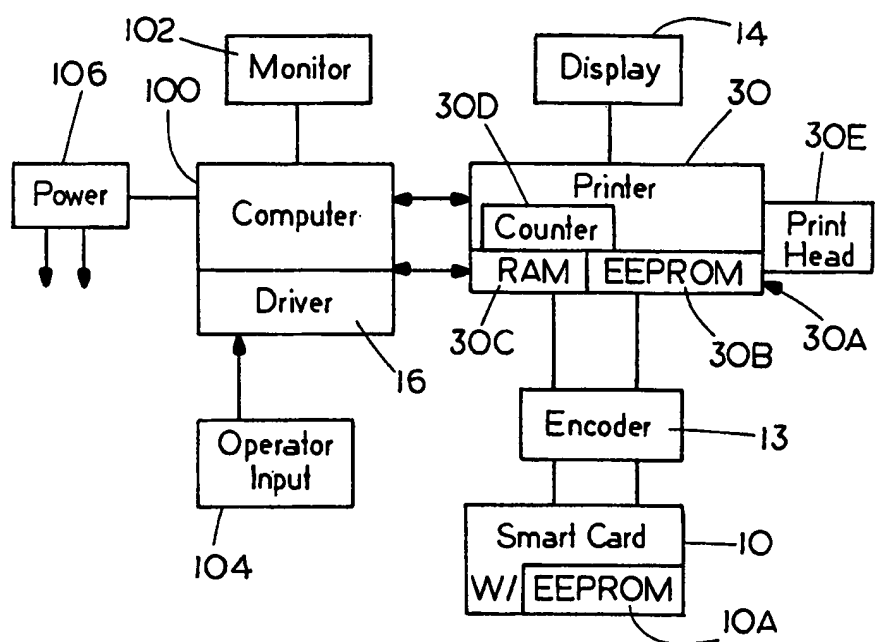 102
Monitor
14
Display
106
100
30D
30
30E
Power
Computer
Printer
Counter
Print
Head
RAM
EEPROM
Driver
30C
30B
30A
16
Operator
Input
104
Encoder
13
Smart Card
10
W/ EEPROM
10A